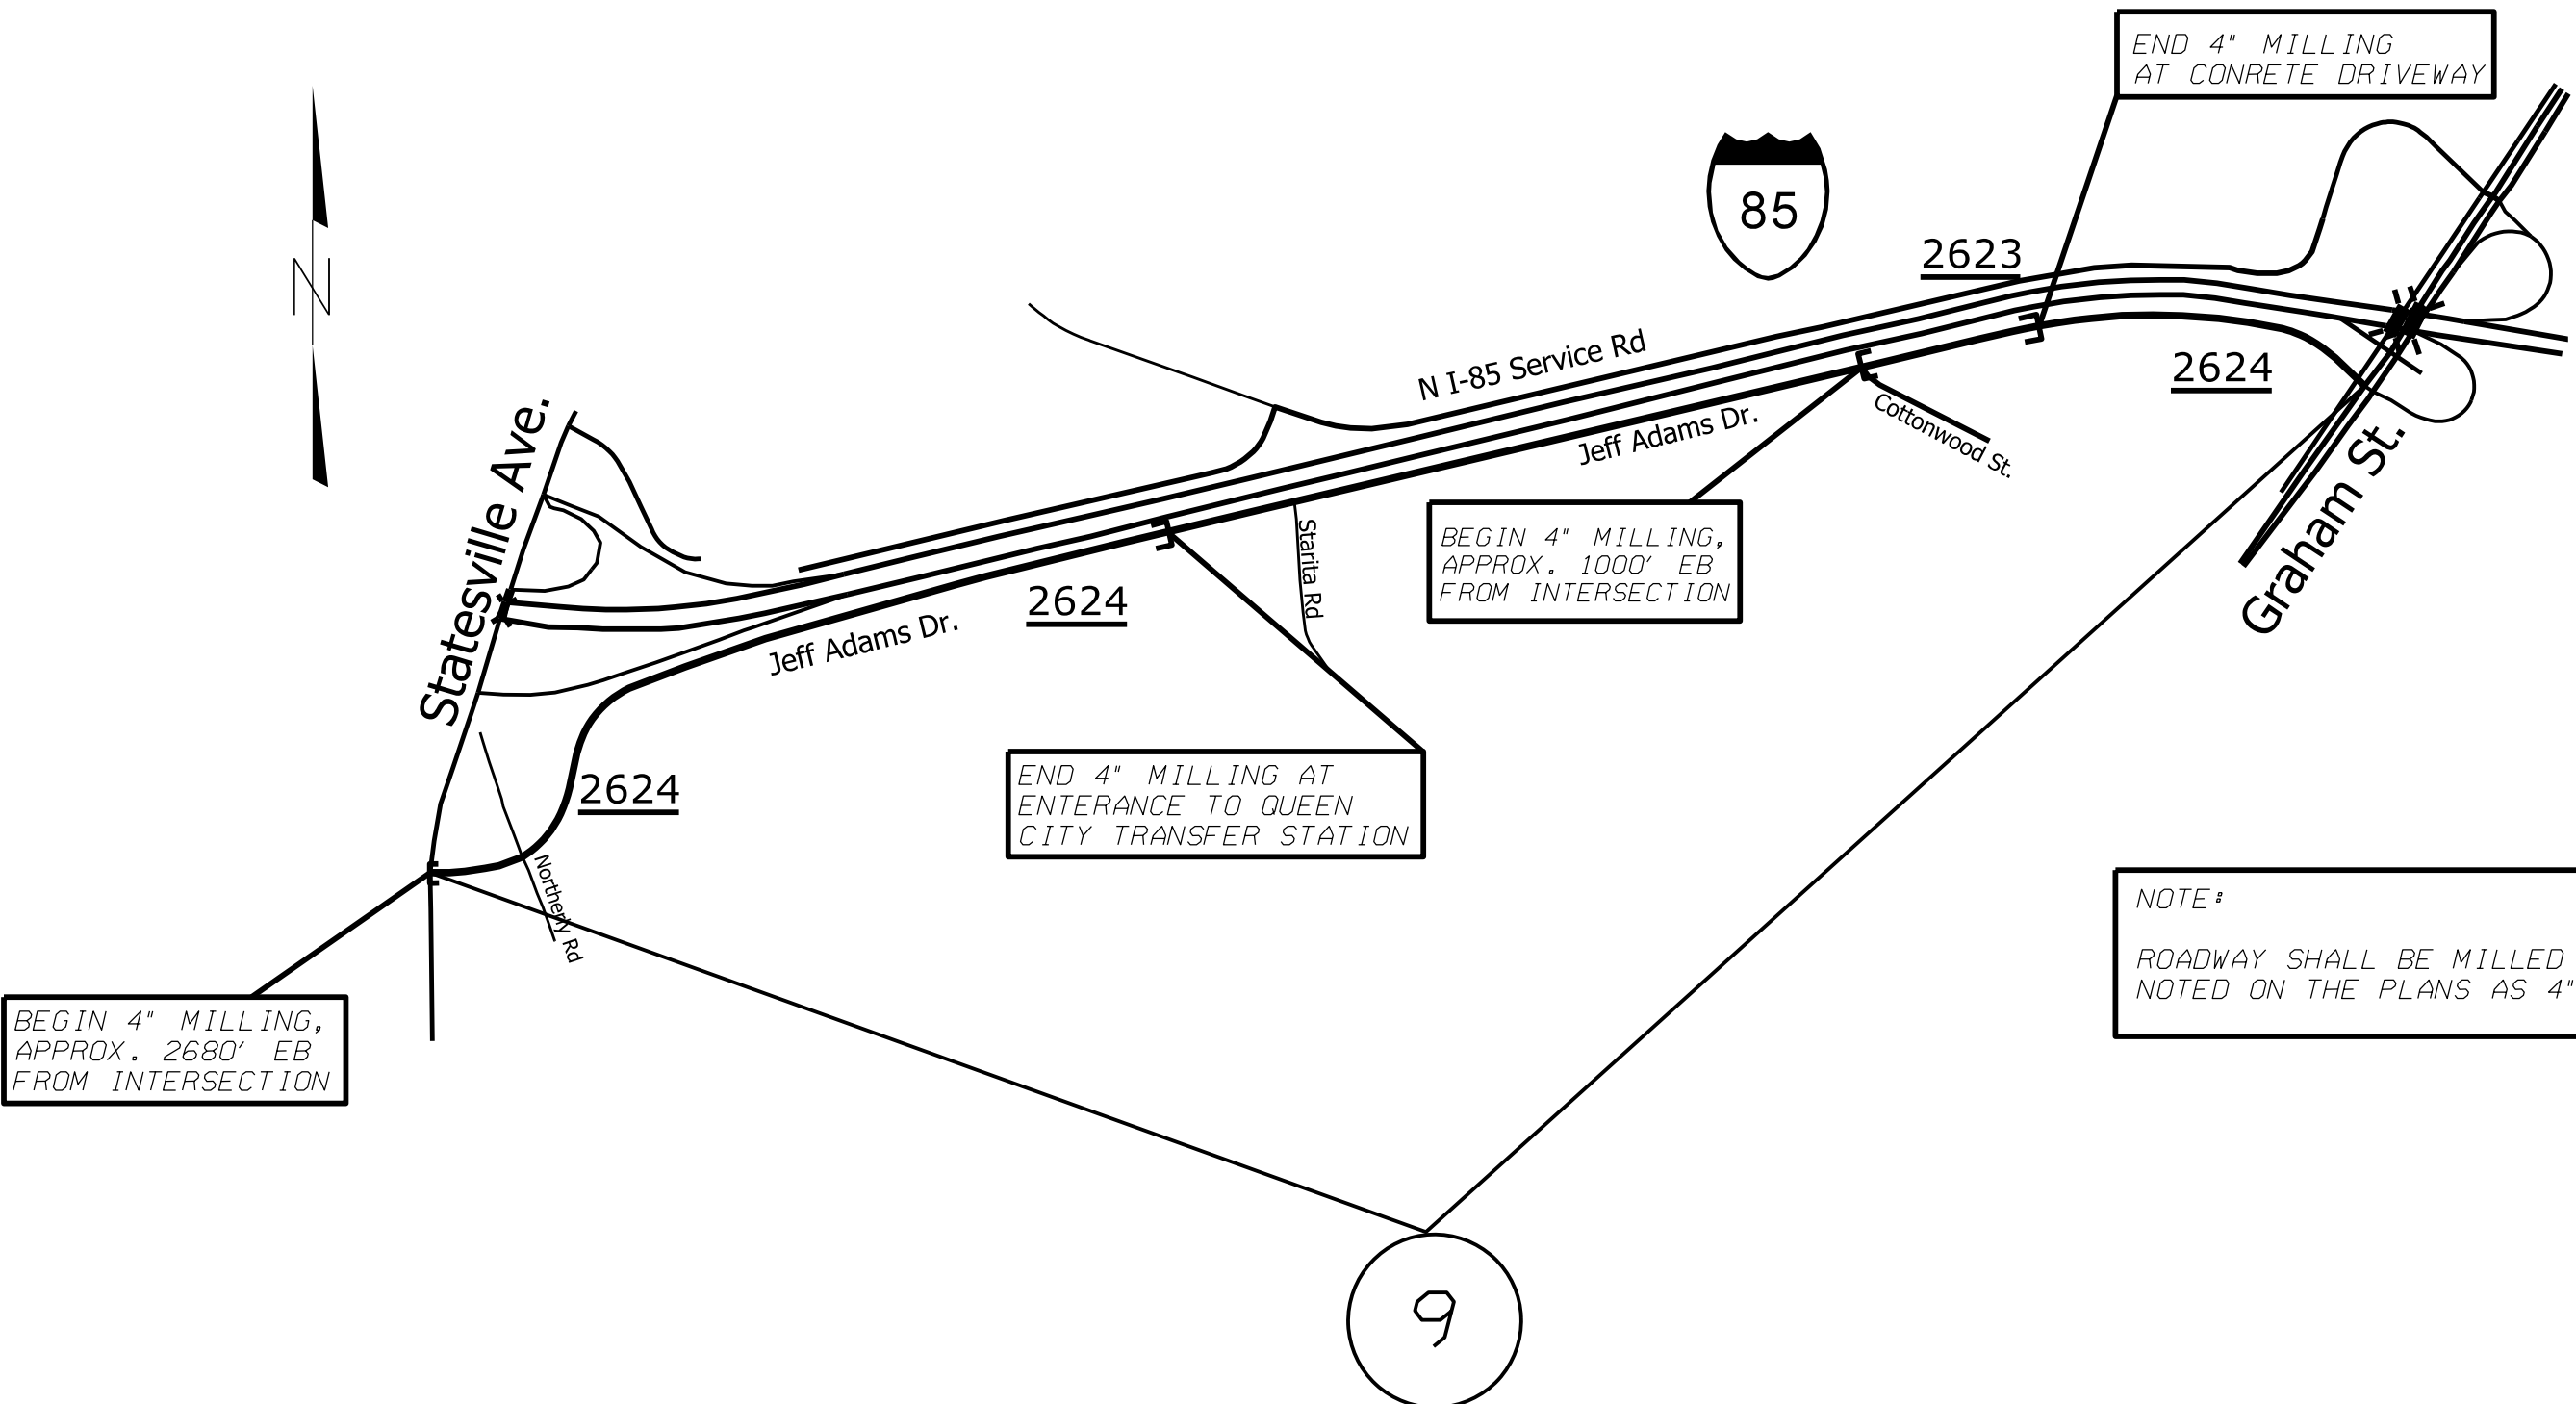 END 4" MILLING
AT CONRETE DRIVEWAY
N
85
2623
N I-85 Service Rd
2624
Jeff Adams Dr.
Cottonwood St.
Graham St.
Statesville Ave.
BEGIN 4" MILLING,
APPROX. 1000' EB
FROM INTERSECTION
Starita Rd
2624
Jeff Adams Dr.
END 4" MILLING AT
ENTERANCE TO QUEEN
CITY TRANSFER STATION
2624
Northerly Rd
NOTE:
ROADWAY SHALL BE MILLED
NOTED ON THE PLANS AS 4"
BEGIN 4" MILLING,
APPROX. 2680' EB
FROM INTERSECTION
9